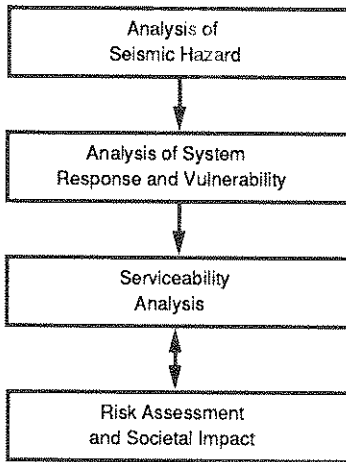 Analysis of
Seismic Hazard
Analysis of System
Response and Vulnerability
Serviceability
Analysis
Risk Assessment
and Societal Impact